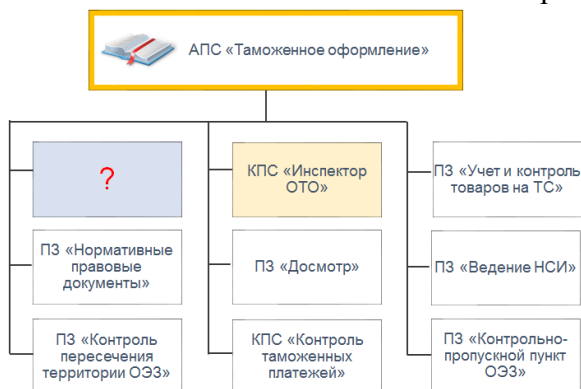 АПС «Таможенное оформление»
?
КПС «Инспектор
ОТО»
ПЗ «Учет и контроль
товаров на ТС»
ПЗ «Нормативные
правовые
документы»
ПЗ «Досмотр»
ПЗ «Ведение НСИ»
ПЗ «Контроль
пересечения
территории ОЭЗ»
КПС «Контроль
таможенных
платежей»
ПЗ «Контрольно-
пропускной пункт
ОЭЗ»